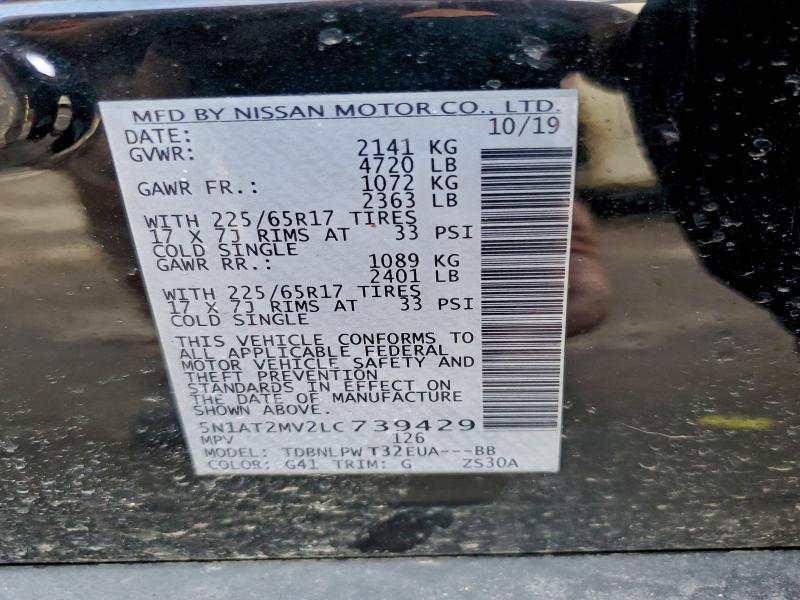 MFD BY NISSAN MOTOR CO., LTD.
DATE: 10/19
GVWR: 2141 KG
4720 LB
GAWR FR.: 1072 KG
2363 LB
WITH 225/65R17 TIRES
17 X 7J RIMS AT 33 PSI
COLD SINGLE
GAWR RR.: 1089 KG
2401 LB
WITH 225/65R17 TIRES
17 X 7J RIMS AT 33 PSI
COLD SINGLE
THIS VEHICLE CONFORMS TO
ALL APPLICABLE FEDERAL
MOTOR VEHICLE SAFETY AND
THEFT PREVENTION
STANDARDS IN EFFECT ON
THE DATE OF MANUFACTURE
SHOWN ABOVE.
5N1AT2MV2LC739429
MPV 126
MODEL: TDBNLPW T32EUA---BB
COLOR: G41 TRIM: G ZS30A